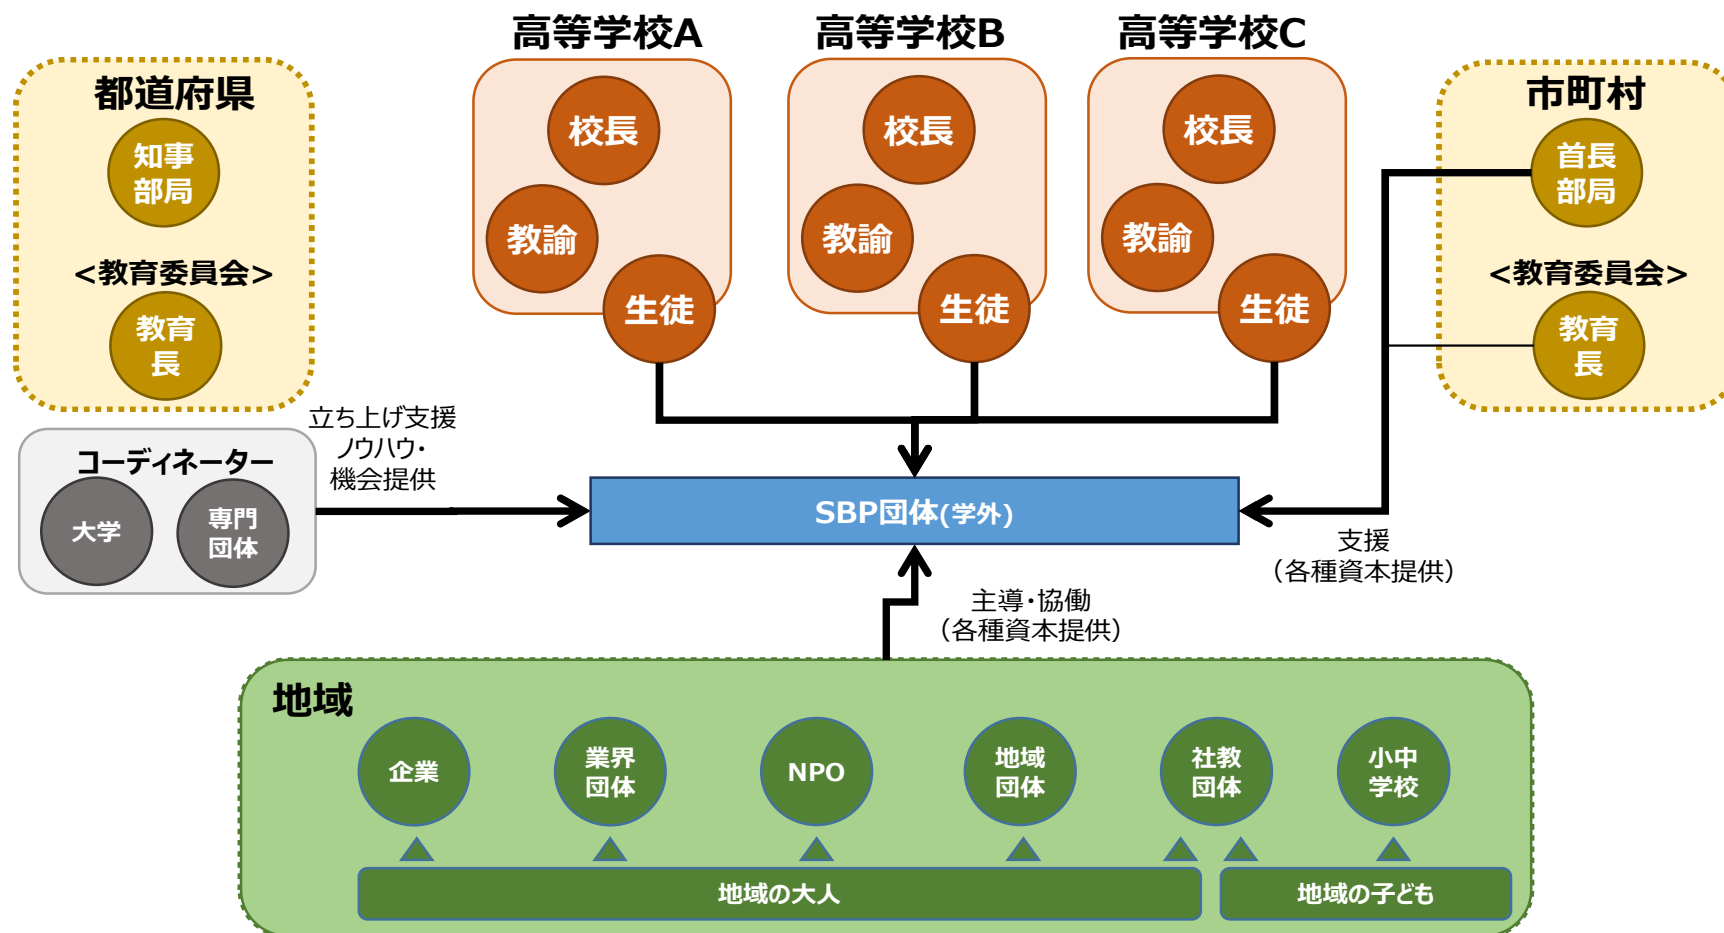 高等学校A
高等学校B
高等学校C
都道府県
知事
部局
<教育委員会>
教育
長
校長
教諭
生徒
校長
教諭
生徒
校長
教諭
生徒
市町村
首長
部局
<教育委員会>
教育
長
コーディネーター
大学
専門
団体
立ち上げ支援
ノウハウ・
機会提供
SBP団体(学外)
支援
（各種資本提供）
主導・協働
（各種資本提供）
地域
企業
業界
団体
NPO
地域
団体
社教
団体
小中
学校
地域の大人
地域の子ども